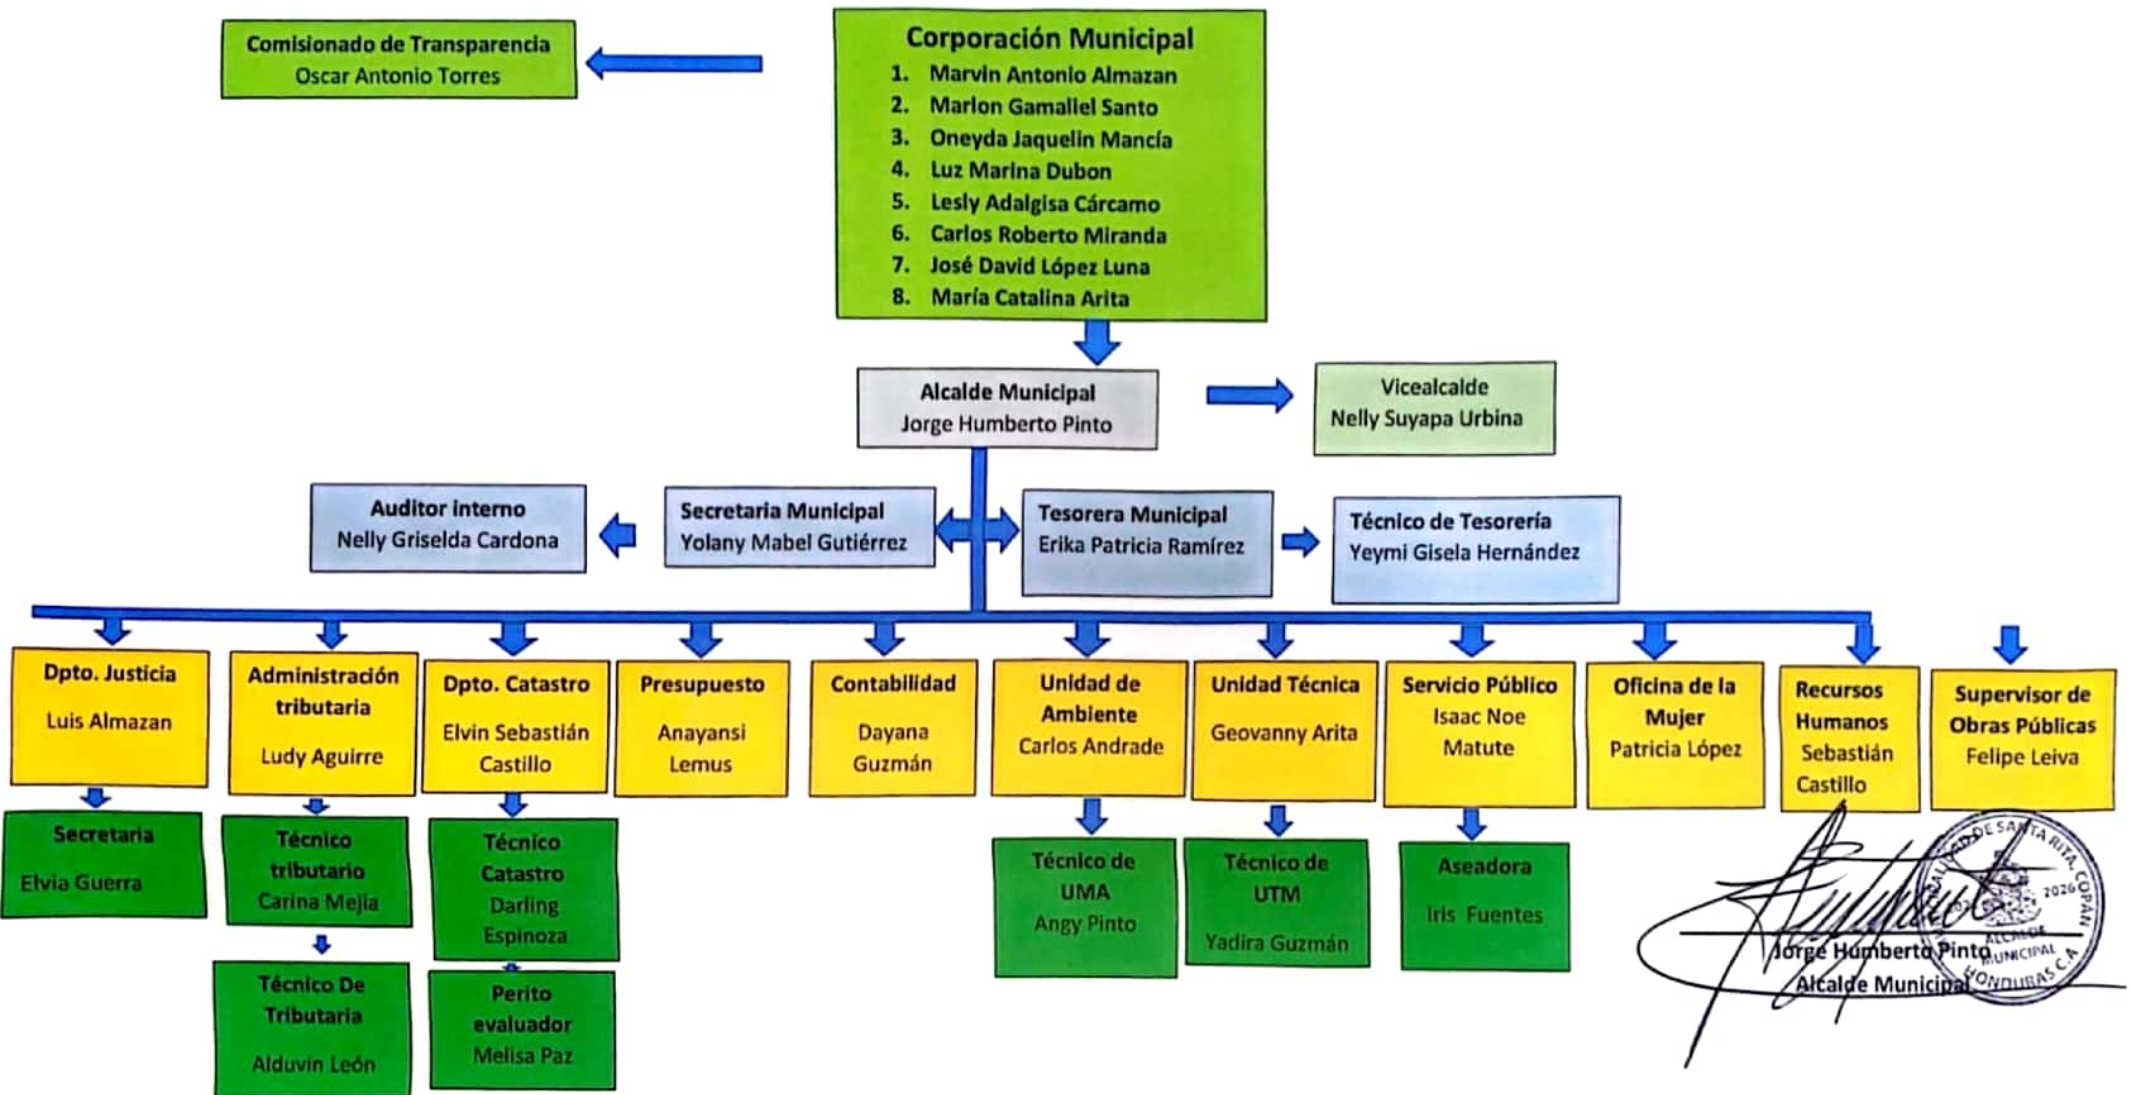 Comisionado de Transparencia
Oscar Antonio Torres
Corporación Municipal
1. Marvin Antonio Almazan
2. Marlon Gamaliel Santo
3. Oneyda Jaquelin Mancía
4. Luz Marina Dubon
5. Lesly Adalgisa Cárcamo
6. Carlos Roberto Miranda
7. José David López Luna
8. María Catalina Arita
Alcalde Municipal
Jorge Humberto Pinto
Vicealcalde
Nelly Suyapa Urbina
Auditor interno
Nelly Griselda Cardona
Secretaria Municipal
Yolany Mabel Gutiérrez
Tesorera Municipal
Erika Patricia Ramírez
Técnico de Tesorería
Yeymi Gisela Hernández
Dpto. Justicia
Luis Almazan
Administración
tributaria
Ludy Aguirre
Dpto. Catastro
Elvin Sebastián
Castillo
Presupuesto
Anayansi
Lemus
Contabilidad
Dayana
Guzmán
Unidad de
Ambiente
Carlos Andrade
Unidad Técnica
Geovanny Arita
Servicio Público
Isaac Noe
Matute
Oficina de la
Mujer
Patricia López
Recursos
Humanos
Sebastián
Castillo
Supervisor de
Obras Públicas
Felipe Leiva
Secretaria
Elvia Guerra
Técnico
tributario
Carina Mejia
Técnico
Catastro
Darling
Espinoza
Técnico de
UMA
Angy Pinto
Técnico de
UTM
Yadira Guzmán
Aseadora
Iris Fuentes
Técnico De
Tributaria
Alduvin León
Perito
evaluador
Melisa Paz
DE SANTA RITA, COPÁN
2026
ALCALDE
MUNICIPAL
HONDURAS C.A
Jorge Humberto Pinto
Alcalde Municipal